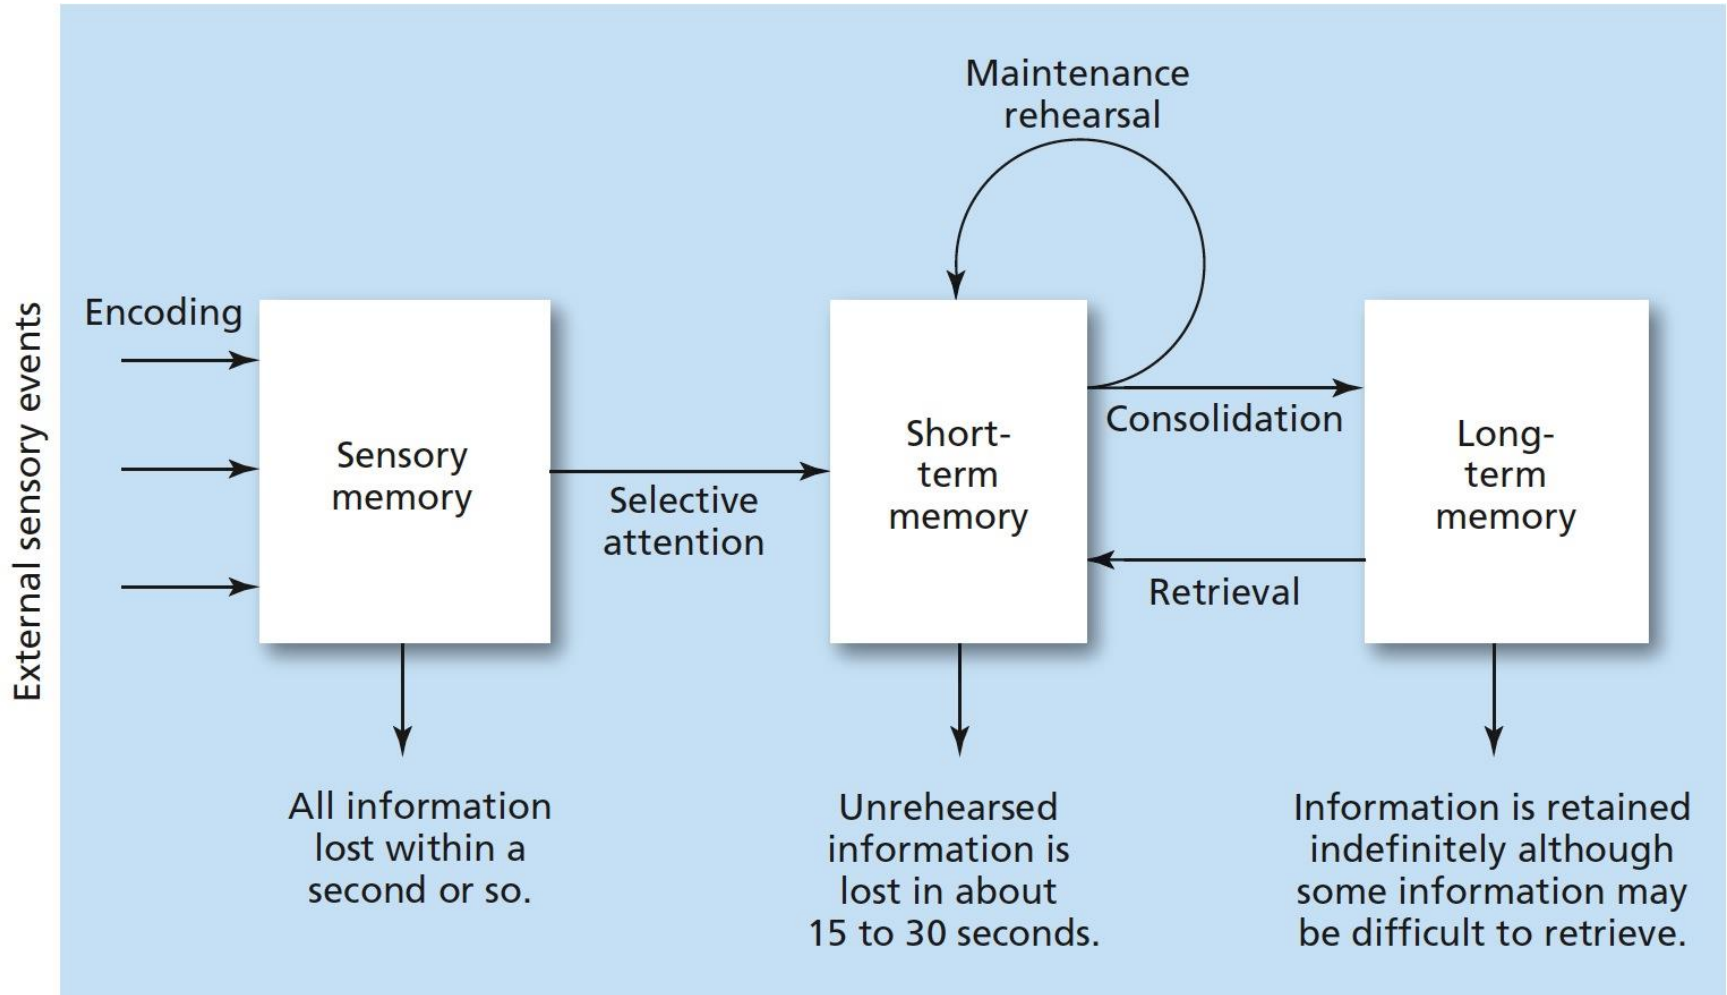 External sensory events
Encoding
Maintenance
rehearsal
Sensory
memory
Selective
attention
Short-
term
memory
Consolidation
Retrieval
Long-
term
memory
All information
lost within a
second or so.
Unrehearsed
information is
lost in about
15 to 30 seconds.
Information is retained
indefinitely although
some information may
be difficult to retrieve.